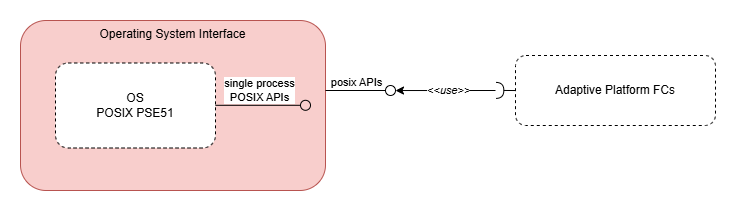 Operating System Interface
OS
POSIX PSE51
single process
POSIX APIs
posix APIs
<<use>>
Adaptive Platform FCs